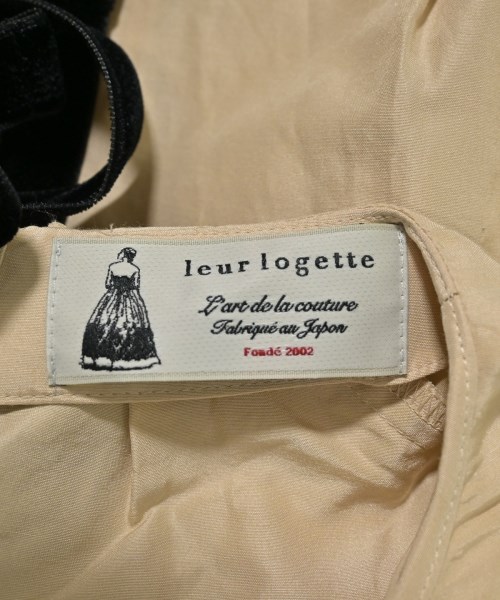 leur logette
L'art de la couture
Fabriqué au Japon
Fondé 2002